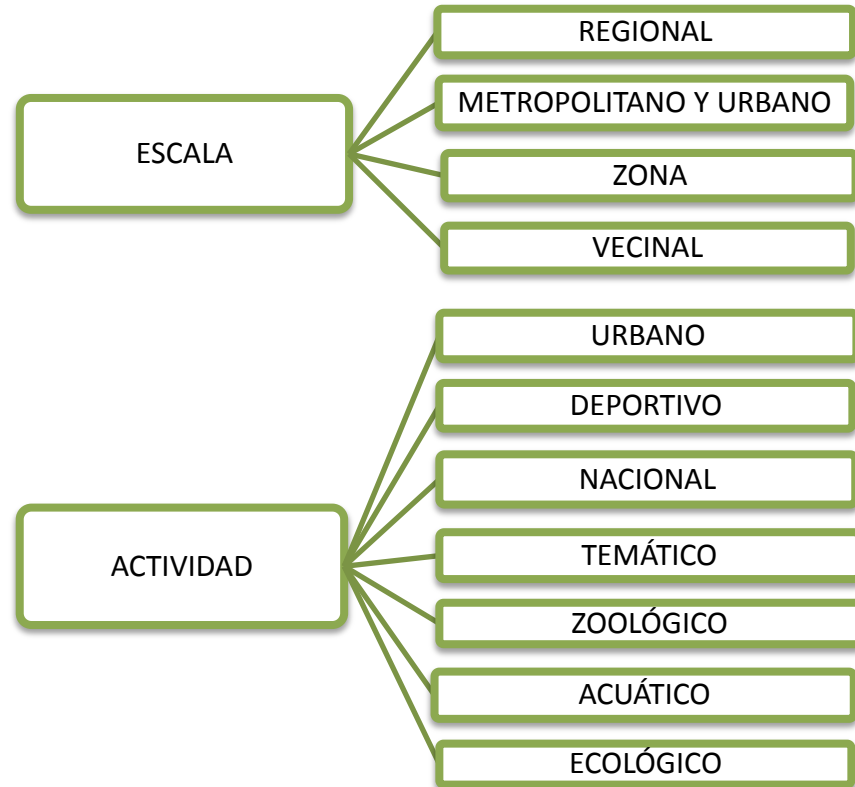 ESCALA
REGIONAL
METROPOLITANO Y URBANO
ZONA
VECINAL
ACTIVIDAD
URBANO
DEPORTIVO
NACIONAL
TEMÁTICO
ZOOLÓGICO
ACUÁTICO
ECOLÓGICO